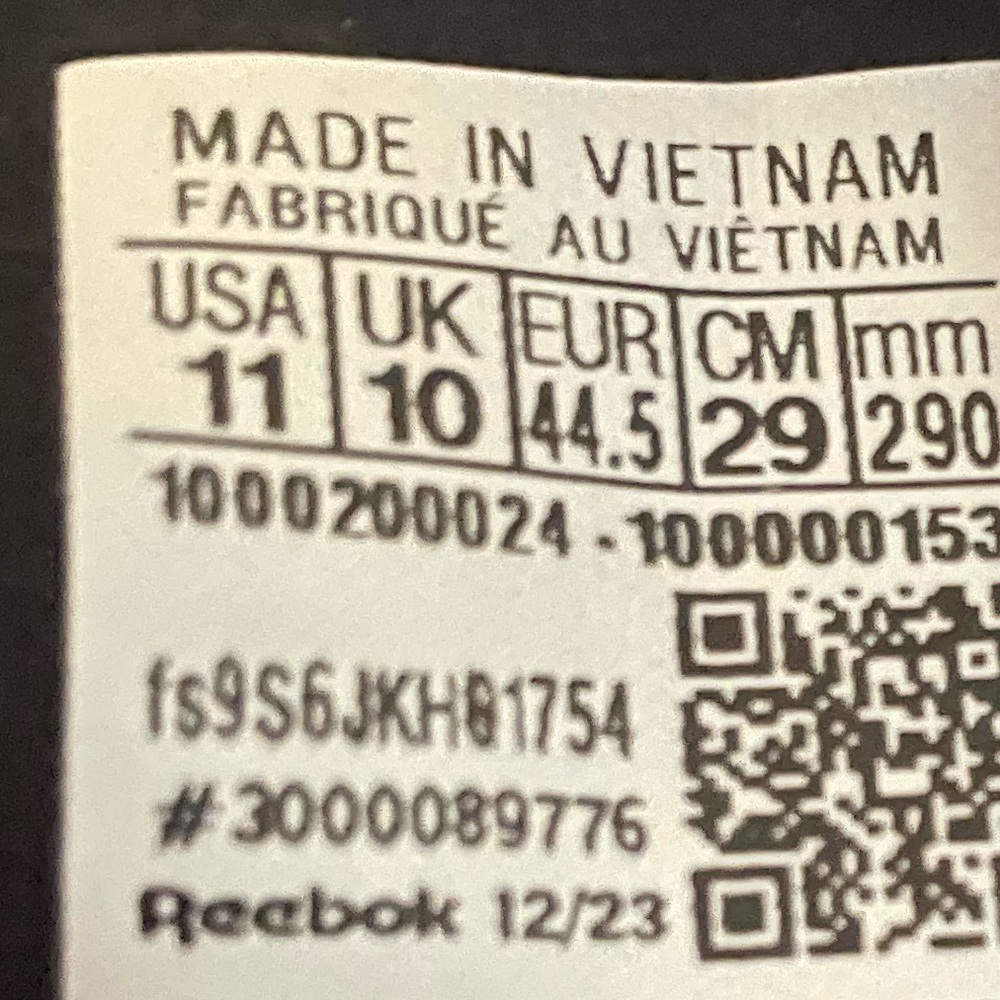 MADE IN VIETNAM
FABRIQUÉ AU VIÊTNAM
USA UK EUR CM mm
11 10 44.5 29 290
1000200024 - 100000153
fs9S6JKH01754
#3000089776
Reebok 12/23